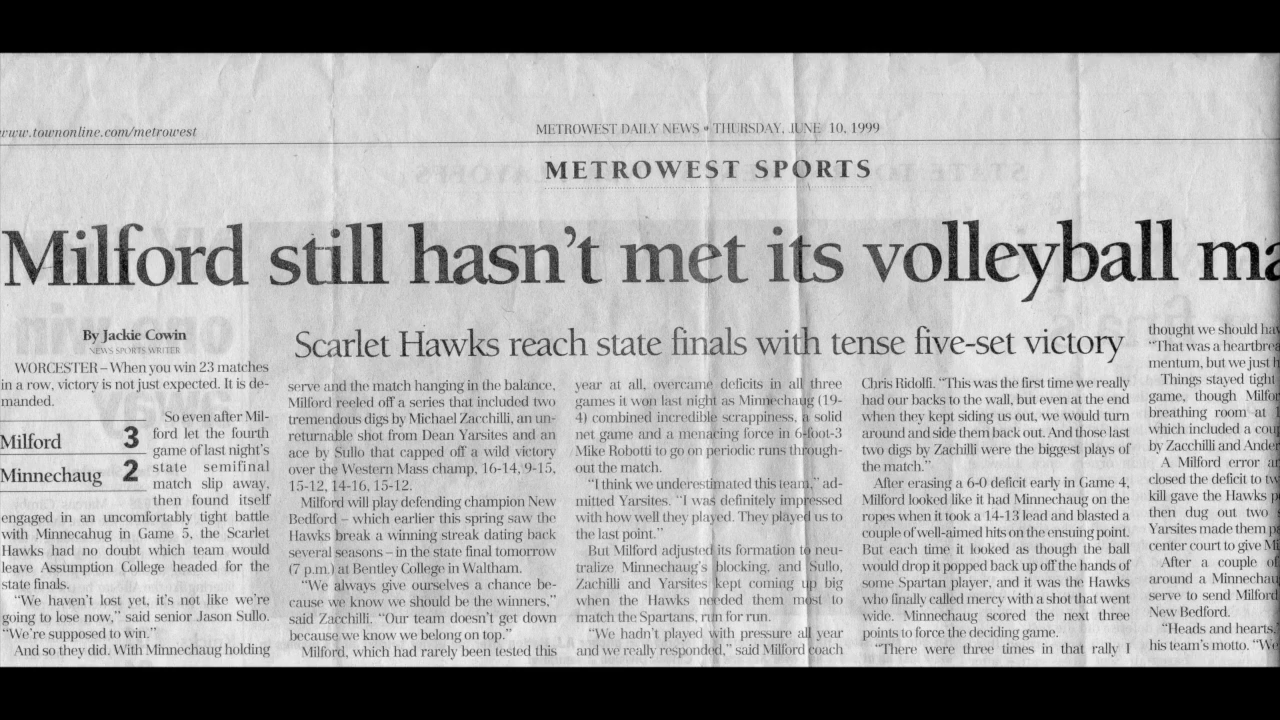 www.townonline.com/metrowest
METROWEST DAILY NEWS • THURSDAY, JUNE 10, 1999
METROWEST SPORTS
Milford still hasn't met its volleyball ma
Scarlet Hawks reach state finals with tense five-set victory
By Jackie Cowin
NEWS SPORTS WRITER
WORCESTER – When you win 23 matches
in a row, victory is not just expected. It is de-
manded.
Milford 3
Minnechaug 2
So even after Mil-
ford let the fourth
game of last night's
state semifinal
match slip away,
then found itself
engaged in an uncomfortably tight battle
with Minnecahug in Game 5, the Scarlet
Hawks had no doubt which team would
leave Assumption College headed for the
state finals.
"We haven't lost yet, it's not like we're
going to lose now," said senior Jason Sullo.
"We're supposed to win."
And so they did. With Minnechaug holding
serve and the match hanging in the balance,
Milford reeled off a series that included two
tremendous digs by Michael Zacchilli, an un-
returnable shot from Dean Yarsites and an
ace by Sullo that capped off a wild victory
over the Western Mass champ, 16-14, 9-15,
15-12, 14-16, 15-12.
Milford will play defending champion New
Bedford – which earlier this spring saw the
Hawks break a winning streak dating back
several seasons – in the state final tomorrow
(7 p.m.) at Bentley College in Waltham.
"We always give ourselves a chance be-
cause we know we should be the winners,"
said Zacchilli. "Our team doesn't get down
because we know we belong on top."
Milford, which had rarely been tested this
year at all, overcame deficits in all three
games it won last night as Minnechaug (19-
4) combined incredible scrappiness, a solid
net game and a menacing force in 6-foot-3
Mike Robotti to go on periodic runs through-
out the match.
"I think we underestimated this team," ad-
mitted Yarsites. "I was definitely impressed
with how well they played. They played us to
the last point."
But Milford adjusted its formation to neu-
tralize Minnechaug's blocking, and Sullo,
Zachilli and Yarsites kept coming up big
when the Hawks needed them most to
match the Spartans, run for run.
"We hadn't played with pressure all year
and we really responded," said Milford coach
Chris Ridolfi. "This was the first time we really
had our backs to the wall, but even at the end
when they kept siding us out, we would turn
around and side them back out. And those last
two digs by Zachilli were the biggest plays of
the match."
After erasing a 6-0 deficit early in Game 4,
Milford looked like it had Minnechaug on the
ropes when it took a 14-13 lead and blasted a
couple of well-aimed hits on the ensuing point.
But each time it looked as though the ball
would drop it popped back up off the hands of
some Spartan player, and it was the Hawks
who finally called mercy with a shot that went
wide. Minnechaug scored the next three
points to force the deciding game.
"There were three times in that rally I
thought we should hav
"That was a heartbrea
mentum, but we just h
Things stayed tight
game, though Milfor
breathing room at 1
which included a coup
by Zacchilli and Ander
A Milford error an
closed the deficit to tw
kill gave the Hawks p
then dug out two
Yarsites made them pa
center court to give Mi
After a couple of
around a Minnechau
serve to send Milford
New Bedford.
"Heads and hearts,
his team's motto. "We